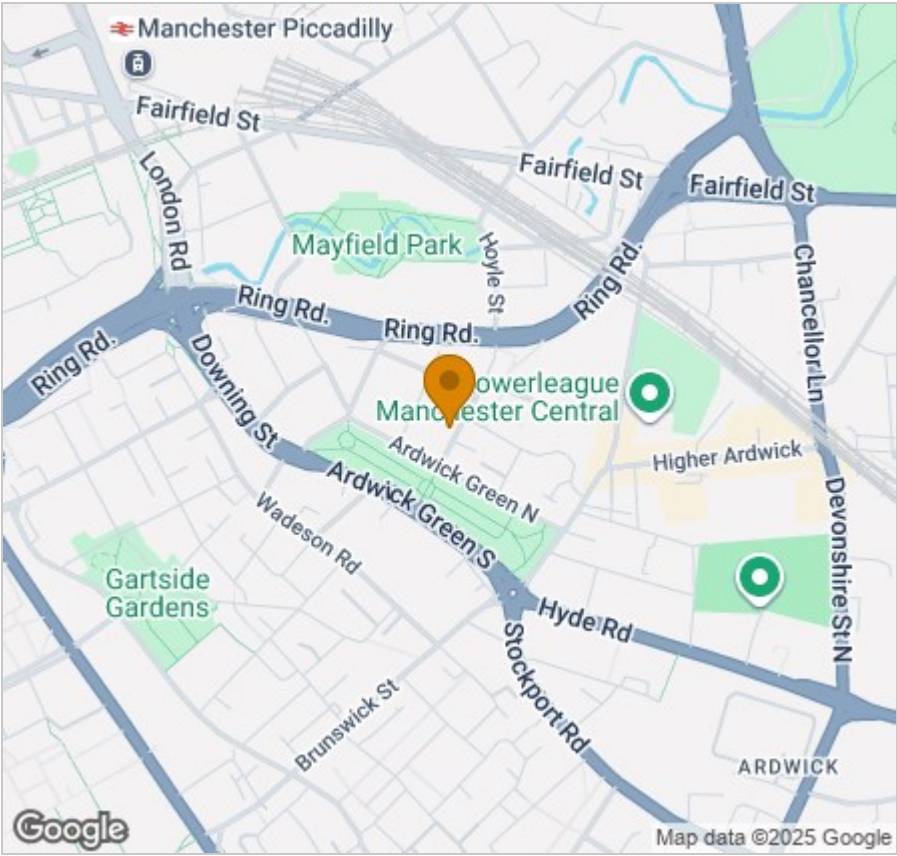 Manchester Piccadilly
Fairfield St
Fairfield St
Fairfield St
London Rd
Mayfield Park
Hoyle St
Ring Rd.
Ring Rd.
Ring Rd.
Ring Rd.
Chancellor Ln
Downing St
owerleague
Manchester Central
Ardwick Green N
Higher Ardwick
Ardwick Green S
Wadeson Rd
Devonshire St N
Gartside
Gardens
Hyde Rd
Stockport Rd
Brunswick St
ARDWICK
Google
Map data ©2025 Google